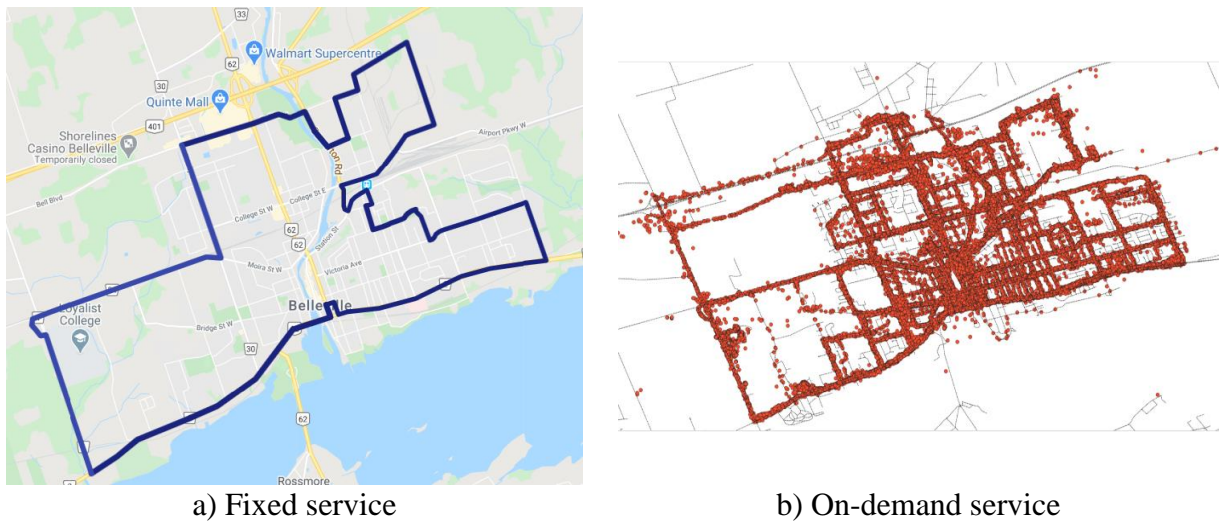 33
62
Walmart Supercentre
30
Quinte Mall
401
Shorelines
Casino Belleville
Temporarily closed
Airport Pkwy W
Bell Blvd
College St E
College St W
62
62
Station St
Moira St W
Victoria Ave
Belleville
Loyalist
College
Bridge St W
30
62
Rossmore
a) Fixed service
b) On-demand service